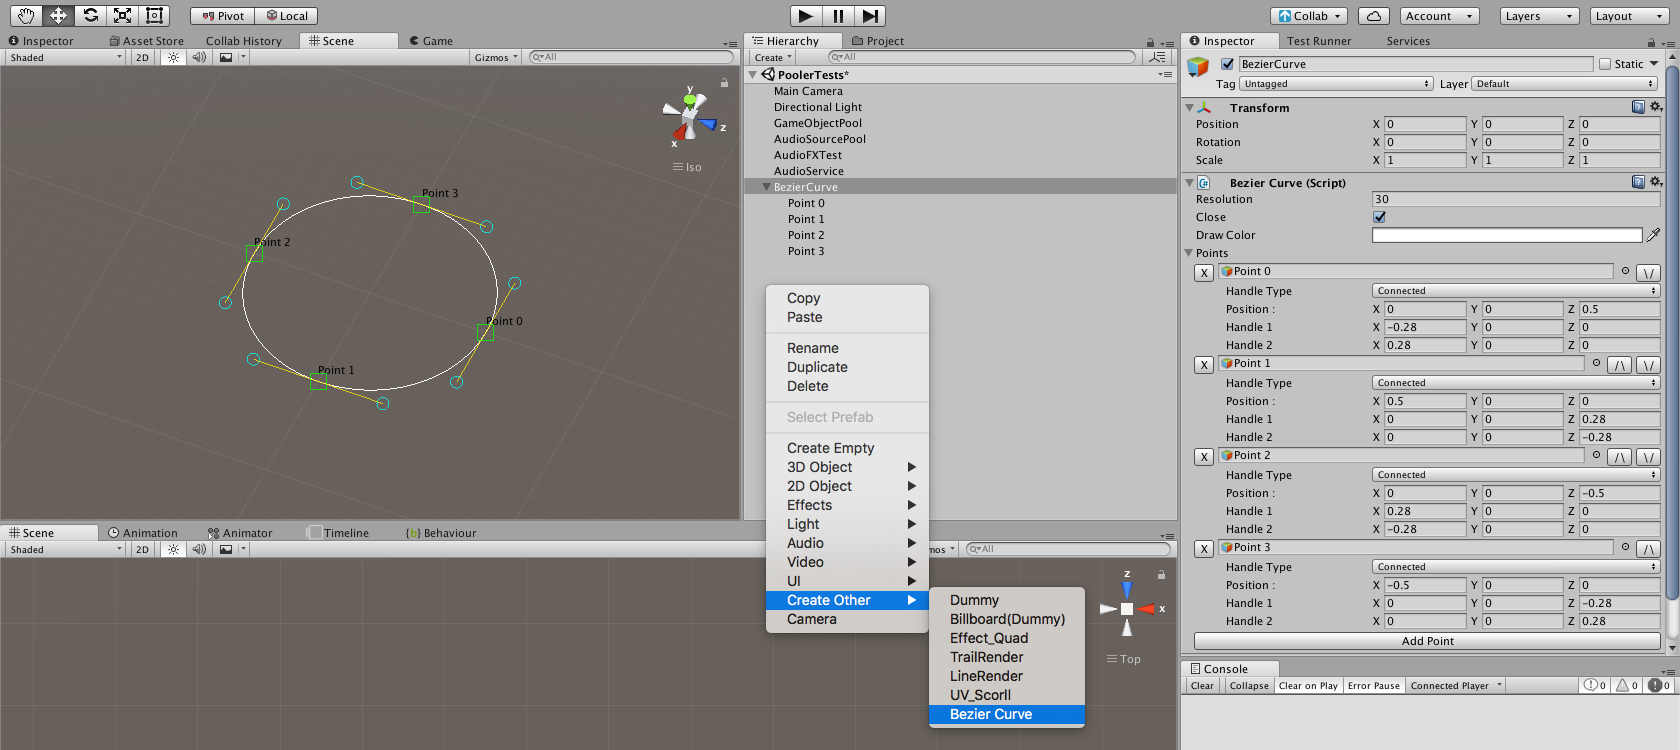 Pivot Local Collab Account Layers Layout
Inspector Asset Store Collab History Scene Game
Shaded 2D Gizmos All
y
z
x
Iso
Point 3
Point 2
Point 0
Point 1
Scene Animation Animator Timeline Behaviour
Shaded 2D mos All
z
x
Top
Hierarchy Project
Create All
PoolerTests*
Main Camera
Directional Light
GameObjectPool
AudioSourcePool
AudioFXTest
AudioService
BezierCurve
Point 0
Point 1
Point 2
Point 3
Copy
Paste
Rename
Duplicate
Delete
Select Prefab
Create Empty
3D Object
2D Object
Effects
Light
Audio
Video
UI
Create Other
Camera
Dummy
Billboard(Dummy)
Effect_Quad
TrailRender
LineRender
UV_Scorll
Bezier Curve
Inspector Test Runner Services
BezierCurve Static
Tag Untagged Layer Default
Transform
Position X 0 Y 0 Z 0
Rotation X 0 Y 0 Z 0
Scale X 1 Y 1 Z 1
Bezier Curve (Script)
Resolution 30
Close
Draw Color
Points
X Point 0 \/
Handle Type Connected
Position : X 0 Y 0 Z 0.5
Handle 1 X -0.28 Y 0 Z 0
Handle 2 X 0.28 Y 0 Z 0
X Point 1 /\ \/
Handle Type Connected
Position : X 0.5 Y 0 Z 0
Handle 1 X 0 Y 0 Z 0.28
Handle 2 X 0 Y 0 Z -0.28
X Point 2 /\ \/
Handle Type Connected
Position : X 0 Y 0 Z -0.5
Handle 1 X 0.28 Y 0 Z 0
Handle 2 X -0.28 Y 0 Z 0
X Point 3 /\
Handle Type Connected
Position : X -0.5 Y 0 Z 0
Handle 1 X 0 Y 0 Z -0.28
Handle 2 X 0 Y 0 Z 0.28
Add Point
Console
Clear Collapse Clear on Play Error Pause Connected Player 0 0 0